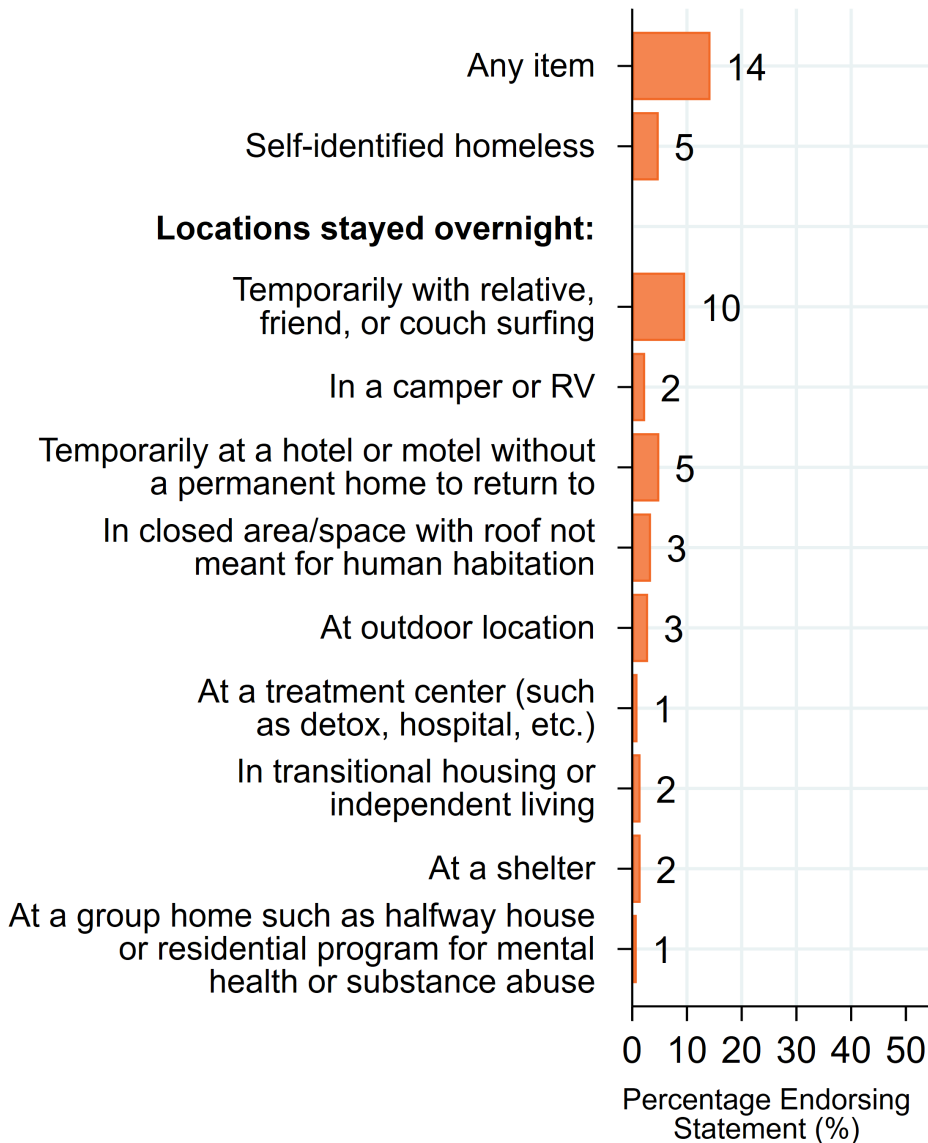 Any item
14
Self-identified homeless
5
Locations stayed overnight:
Temporarily with relative,
friend, or couch surfing
10
In a camper or RV
2
Temporarily at a hotel or motel without
a permanent home to return to
5
In closed area/space with roof not
meant for human habitation
3
At outdoor location
3
At a treatment center (such
as detox, hospital, etc.)
1
In transitional housing or
independent living
2
At a shelter
2
At a group home such as halfway house
or residential program for mental
health or substance abuse
1
0 10 20 30 40 50
Percentage Endorsing
Statement (%)